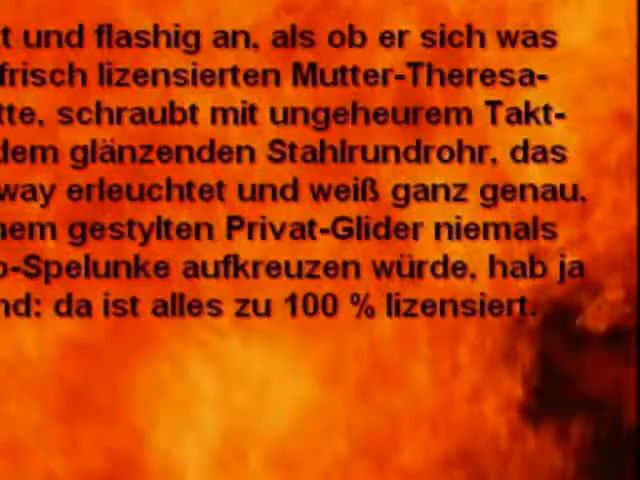 t und flashig an, als ob er sich was
frisch lizensierten Mutter-Theresa-
tte, schraubt mit ungeheurem Takt-
dem glänzenden Stahlrundrohr, das
way erleuchtet und weiß ganz genau,
nem gestylten Privat-Glider niemals
o-Spelunke aufkreuzen würde, hab ja
nd: da ist alles zu 100 % lizensiert.